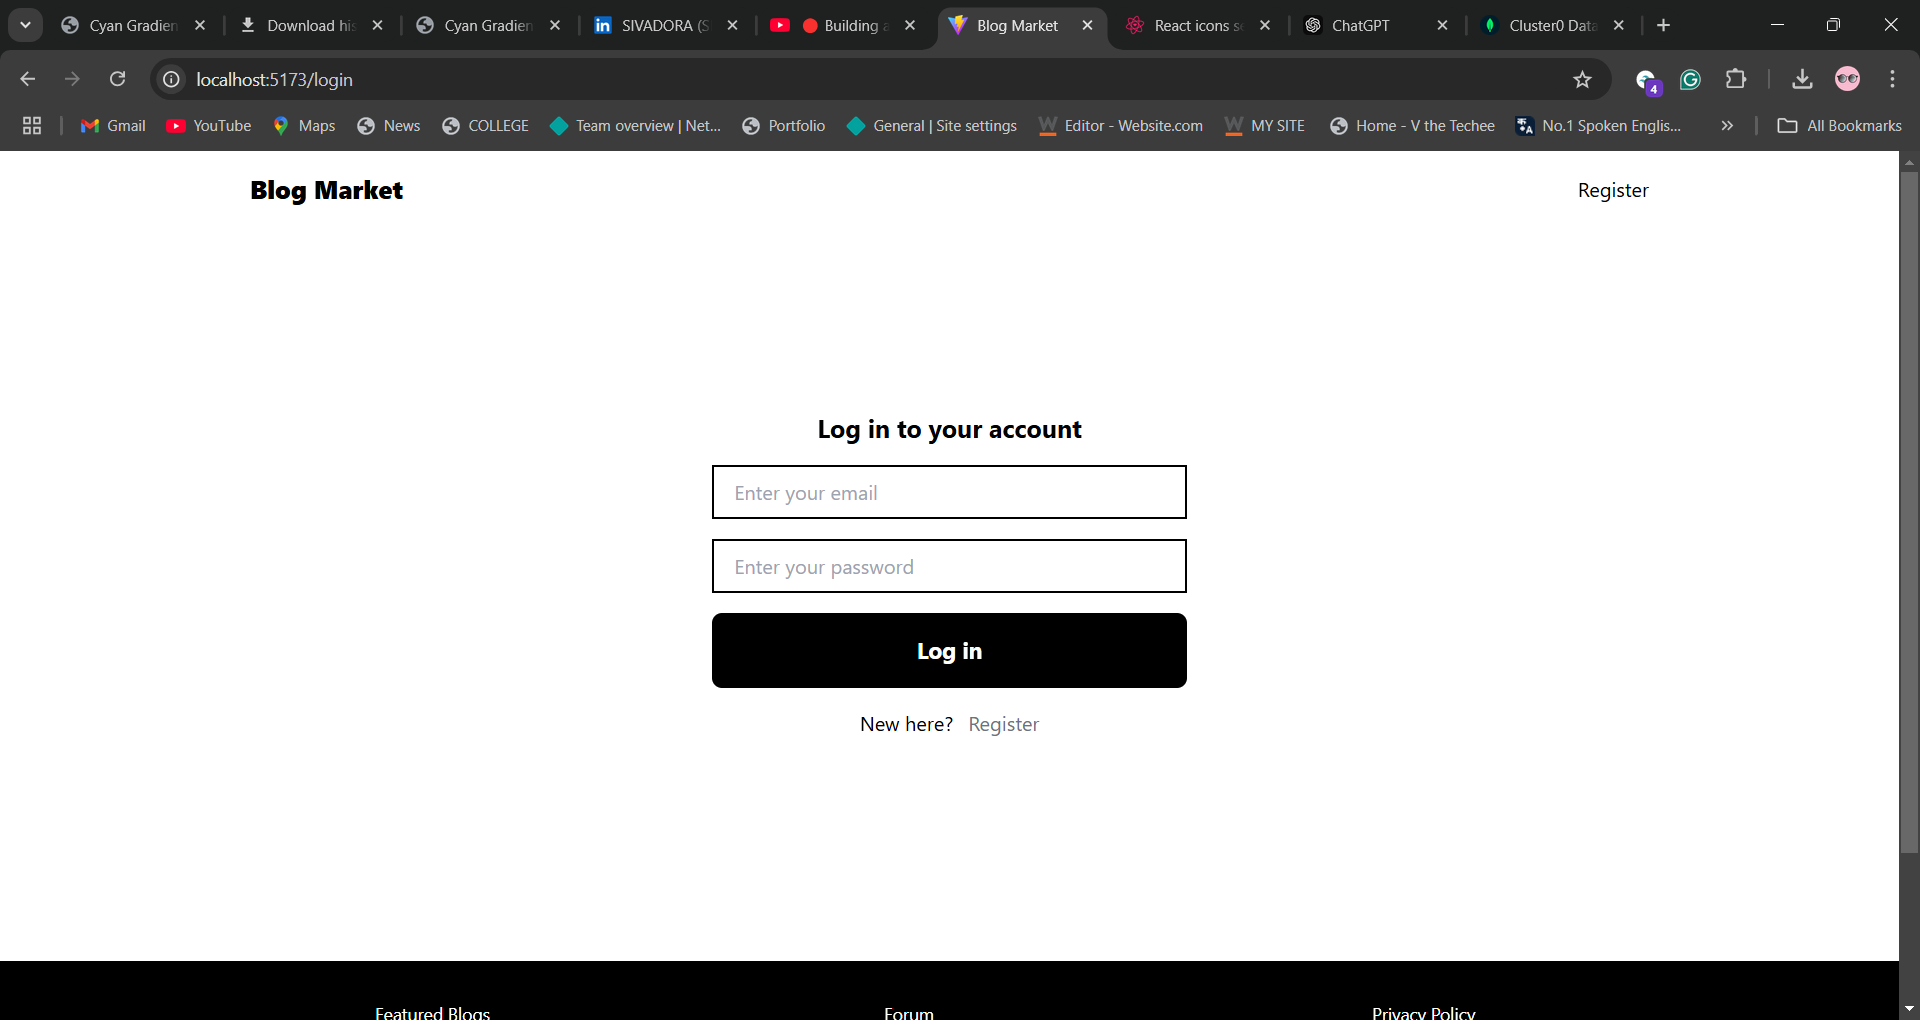 Cyan Gradien
Download his
Cyan Gradien
SIVADORA (S
Building a
Blog Market
React icons s
ChatGPT
Cluster0 Data
localhost:5173/login
4
Gmail
YouTube
Maps
News
COLLEGE
Team overview | Net...
Portfolio
General | Site settings
Editor - Website.com
MY SITE
Home - V the Techee
No.1 Spoken Englis...
All Bookmarks
Blog Market
Register
Log in to your account
Enter your email
Enter your password
Log in
New here? Register
Featured Blogs
Forum
Privacy Policy